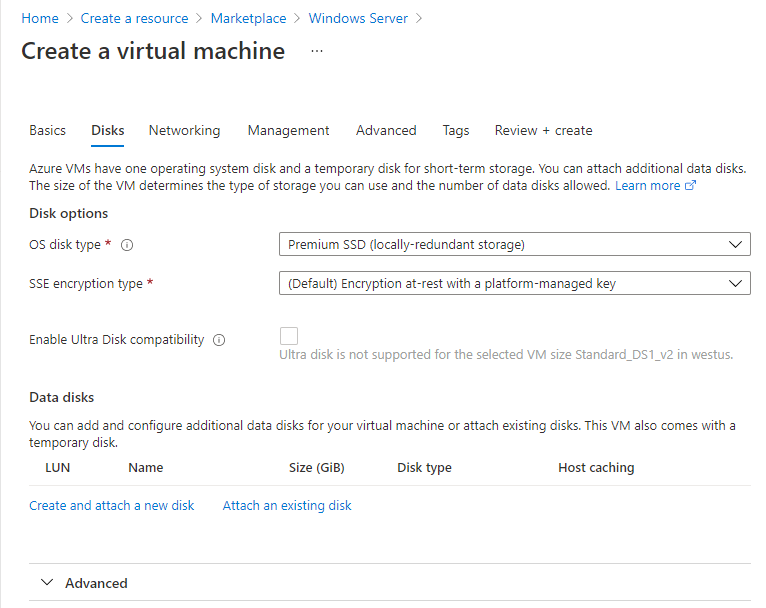 Home > Create a resource > Marketplace > Windows Server >
Create a virtual machine ...
Basics Disks Networking Management Advanced Tags Review + create
Azure VMs have one operating system disk and a temporary disk for short-term storage. You can attach additional data disks.
The size of the VM determines the type of storage you can use and the number of data disks allowed. Learn more
Disk options
OS disk type * Premium SSD (locally-redundant storage)
SSE encryption type * (Default) Encryption at-rest with a platform-managed key
Enable Ultra Disk compatibility
Ultra disk is not supported for the selected VM size Standard_DS1_v2 in westus.
Data disks
You can add and configure additional data disks for your virtual machine or attach existing disks. This VM also comes with a
temporary disk.
LUN Name Size (GiB) Disk type Host caching
Create and attach a new disk Attach an existing disk
Advanced